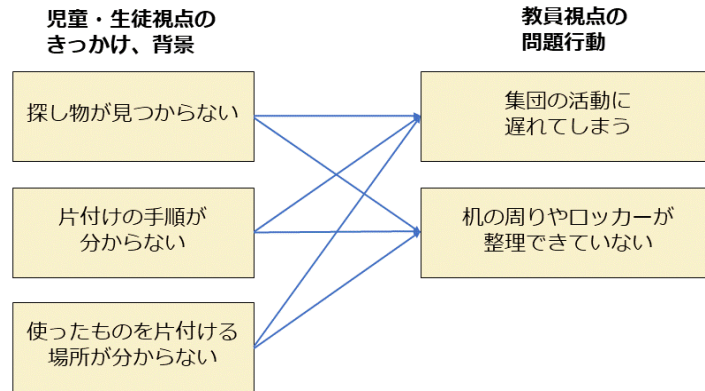 児童・生徒視点の
きっかけ、背景
教員視点の
問題行動
探し物が見つからない
集団の活動に
遅れてしまう
片付けの手順が
分からない
机の周りやロッカーが
整理できていない
使ったものを片付ける
場所が分からない